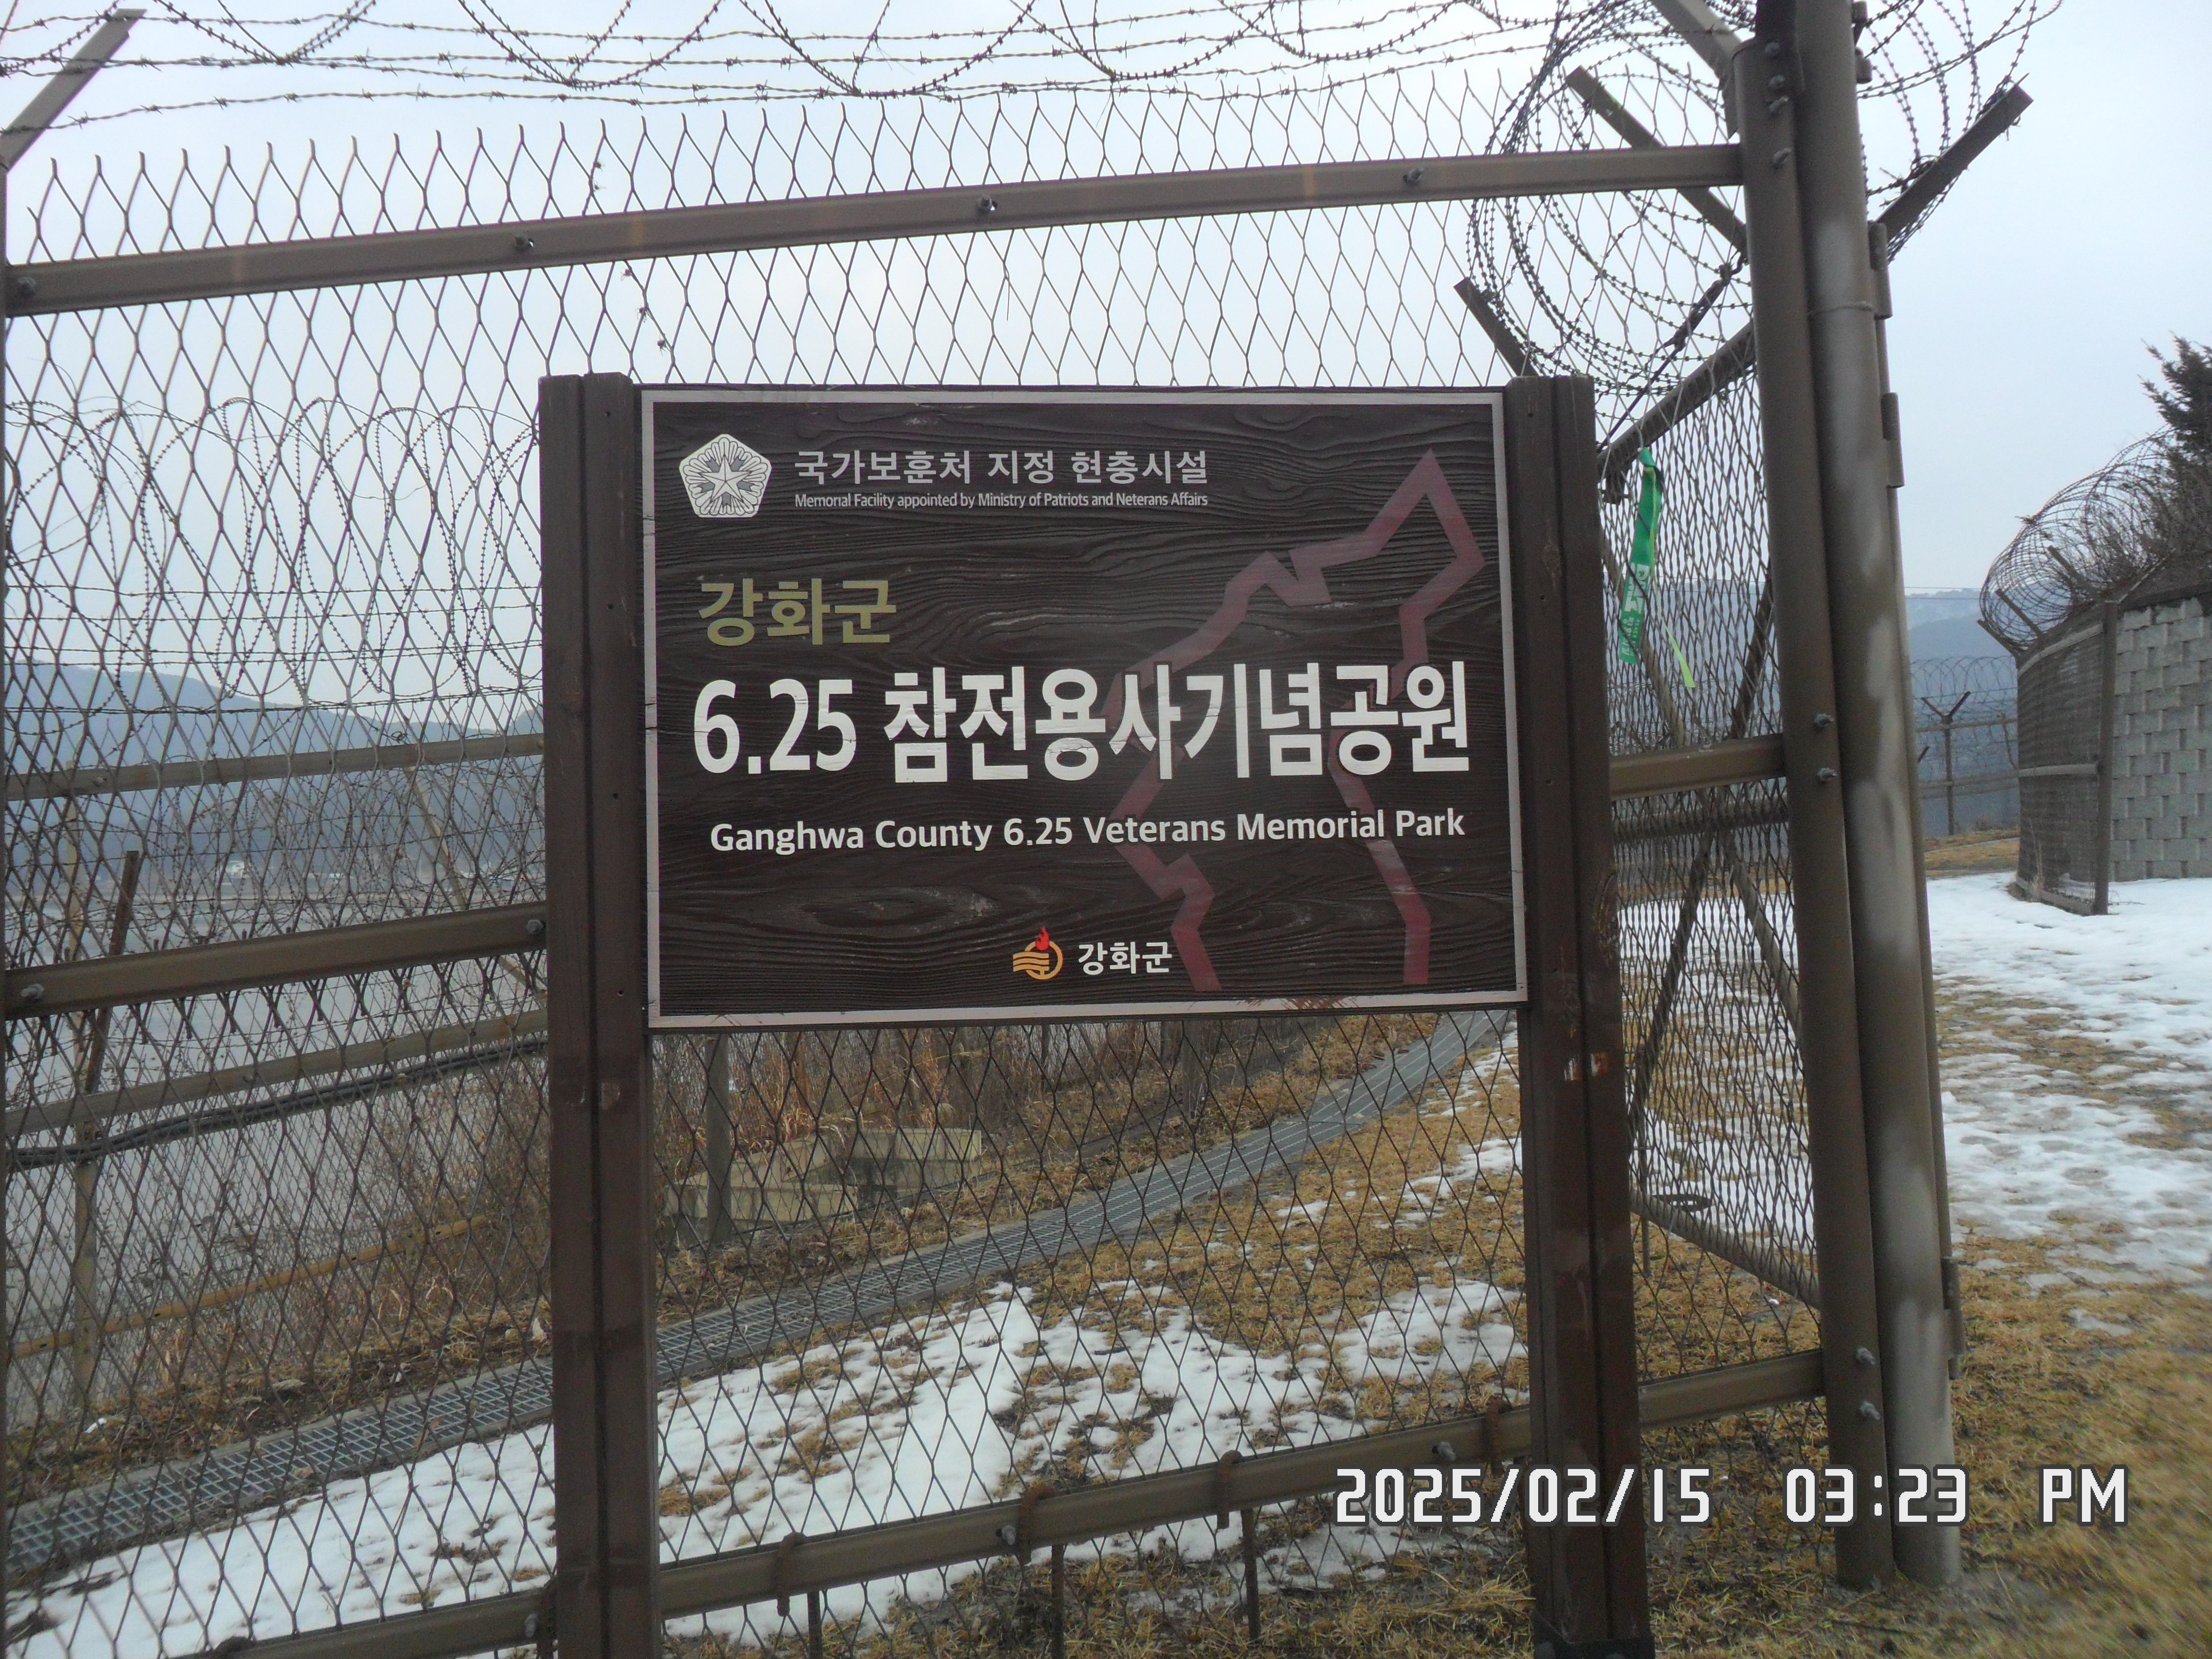 국가보훈처 지정 현충시설
Memorial Facility appointed by Ministry of Patriots and Neterans Affairs
강화군
6.25 참전용사기념공원
Ganghwa County 6.25 Veterans Memorial Park
강화군
2025/02/15 03:23 PM